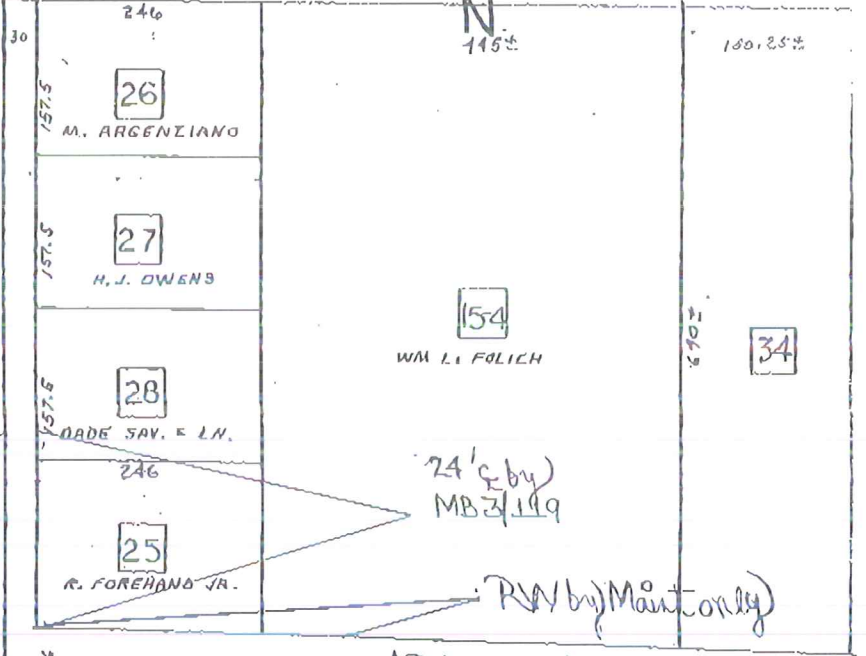 246
N
30
115±
150.25±
157.5
26
M. ARGENZIANO
157.5
27
H.J. OWENS
154
WM L. FOLICH
690±
34
157.5
28
DADE SAV. & LN.
246
24' ℄ by)
MB 3/119
25
R. FOREHAND JR.
R/W by) Maint only)